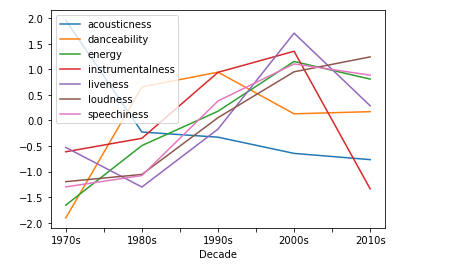 2.0
1.5
1.0
0.5
0.0
−0.5
−1.0
−1.5
−2.0
acousticness
danceability
energy
instrumentalness
liveness
loudness
speechiness
1970s 1980s 1990s 2000s 2010s
Decade